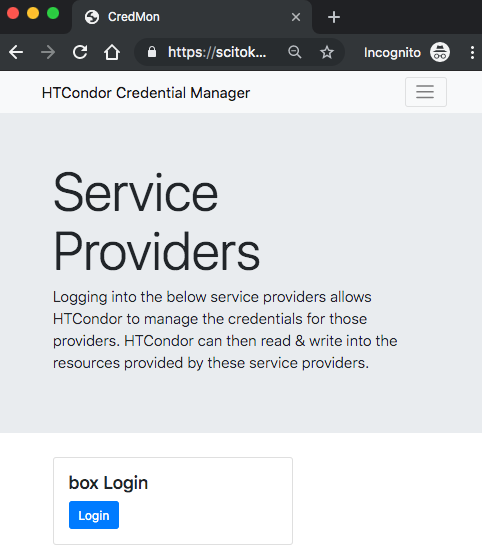 CredMon
https://scitok...
Incognito
HTCondor Credential Manager
Service
Providers
Logging into the below service providers allows
HTCondor to manage the credentials for those
providers. HTCondor can then read & write into the
resources provided by these service providers.
box Login
Login